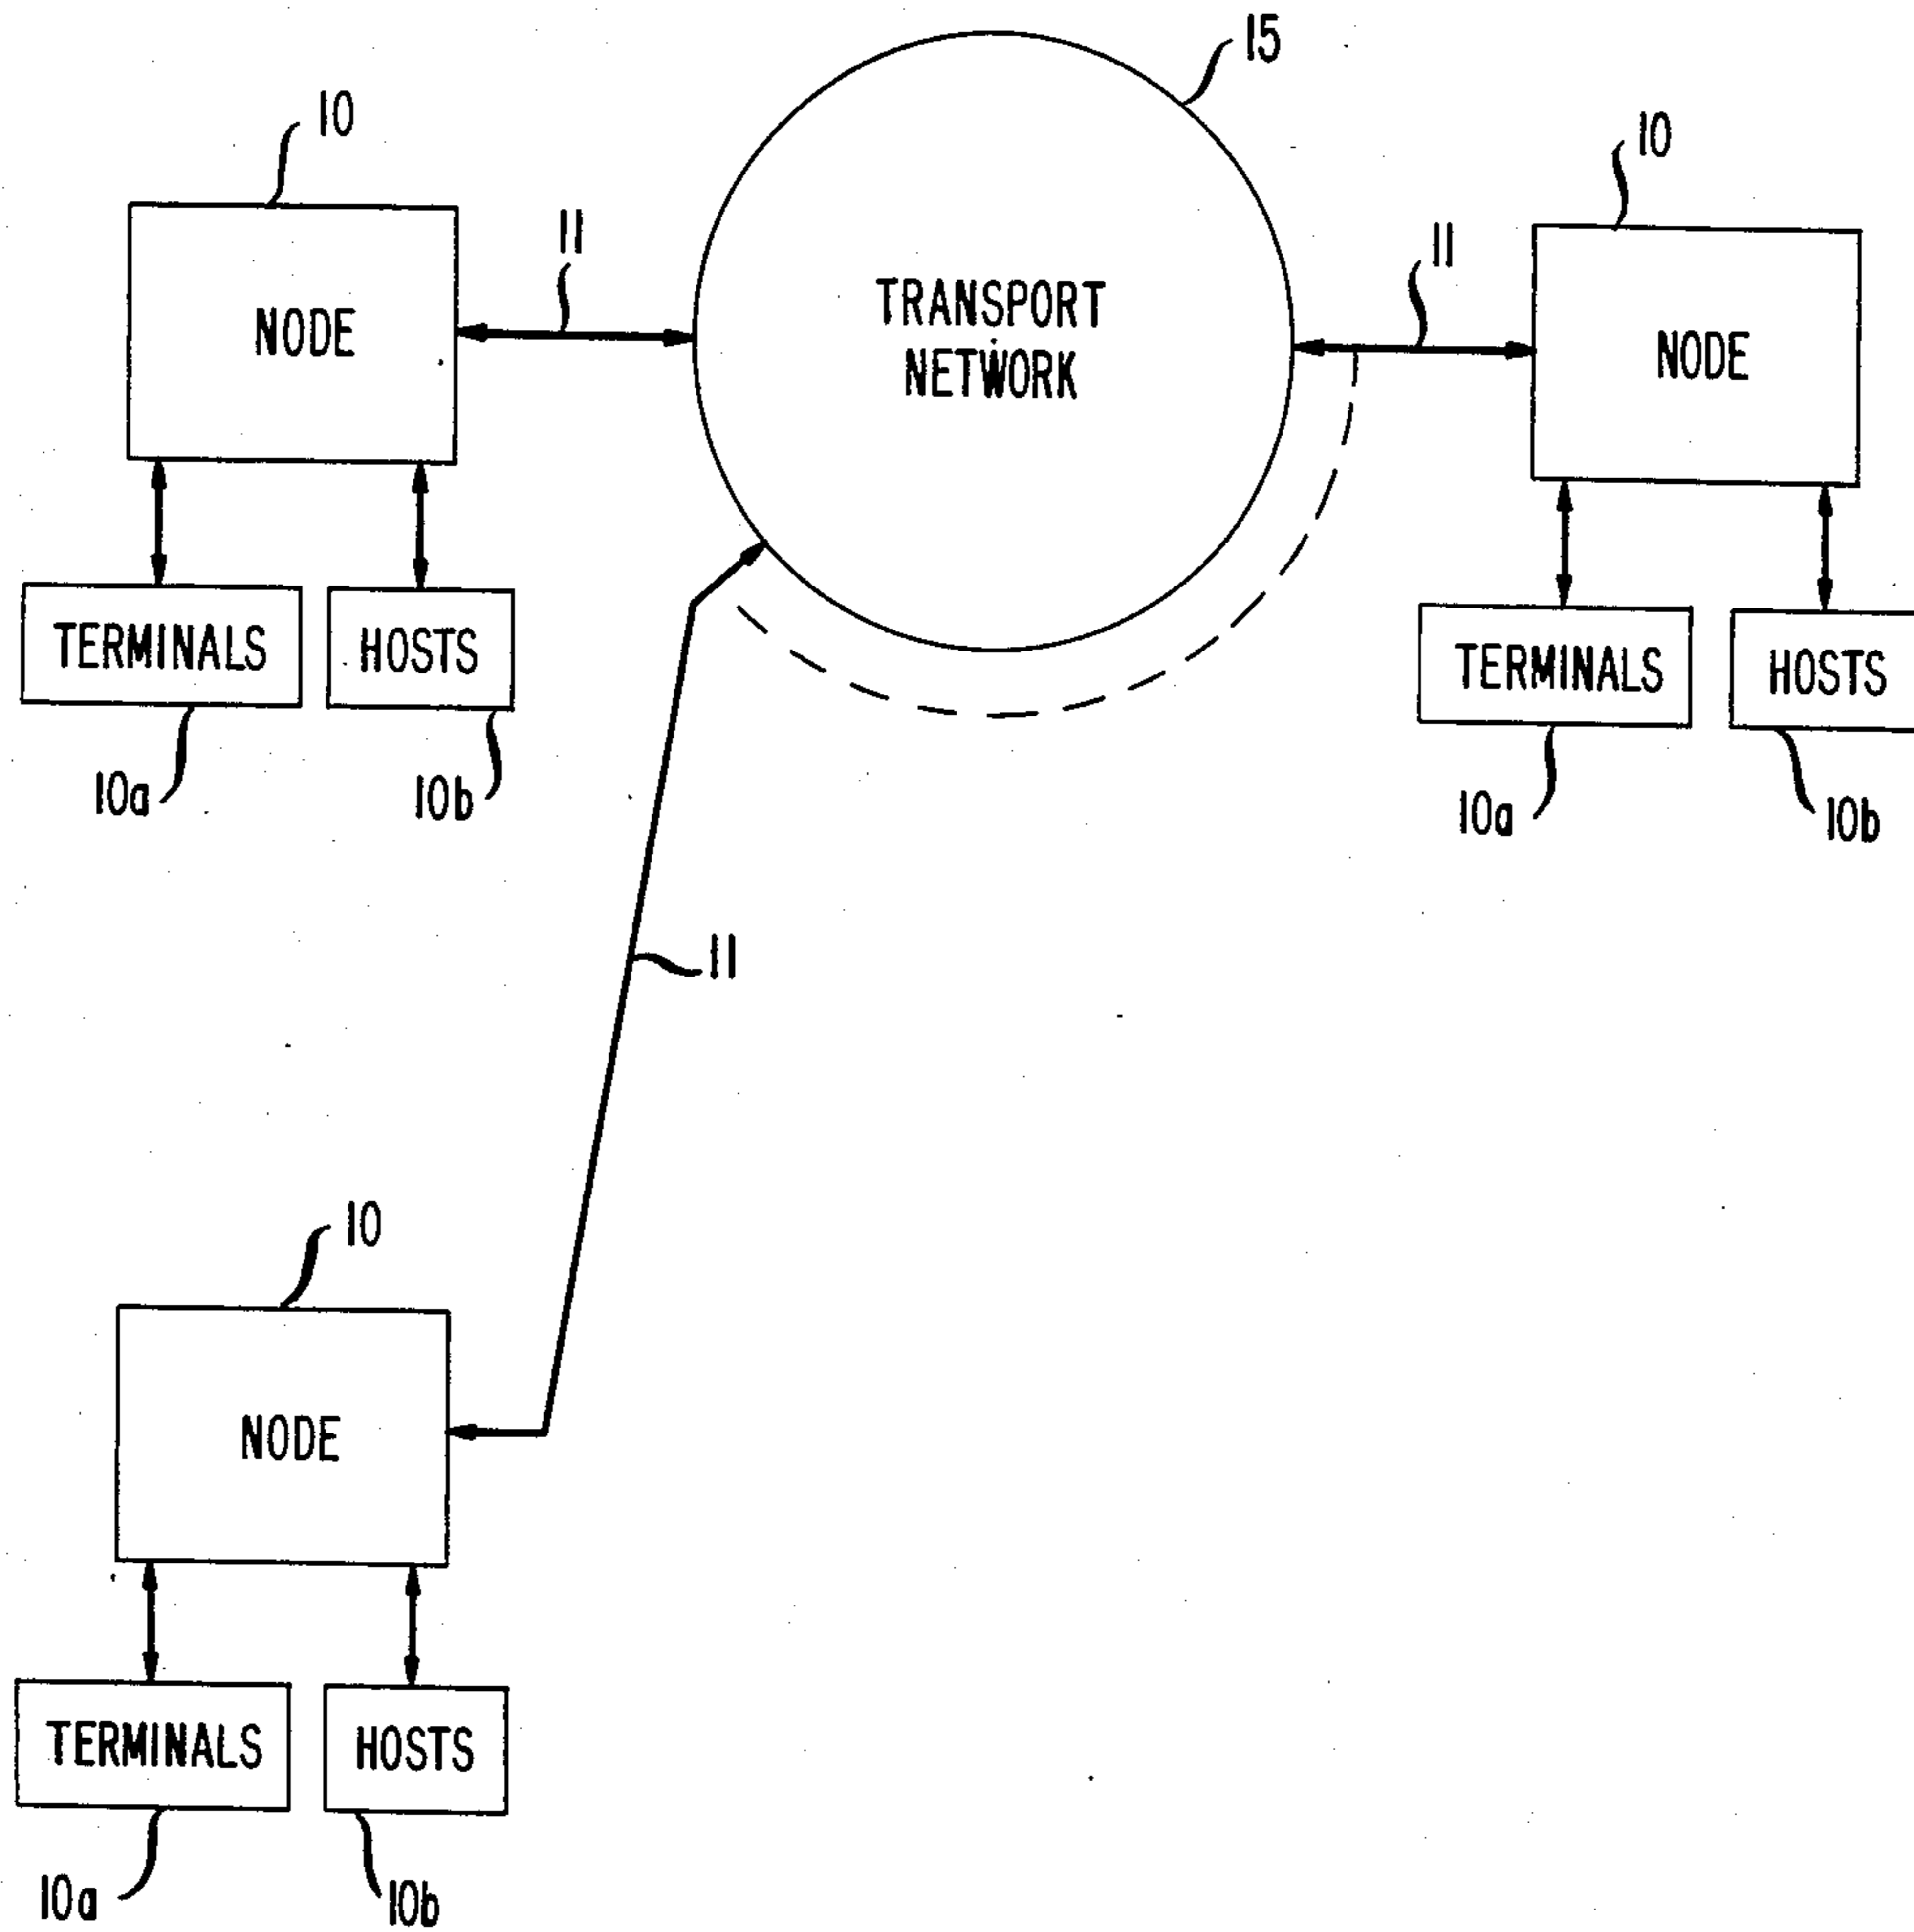 15
10
10
11
11
NODE
TRANSPORT
NETWORK
NODE
TERMINALS
HOSTS
TERMINALS
HOSTS
10a
10b
10a
10b
11
10
NODE
TERMINALS
HOSTS
10a
10b